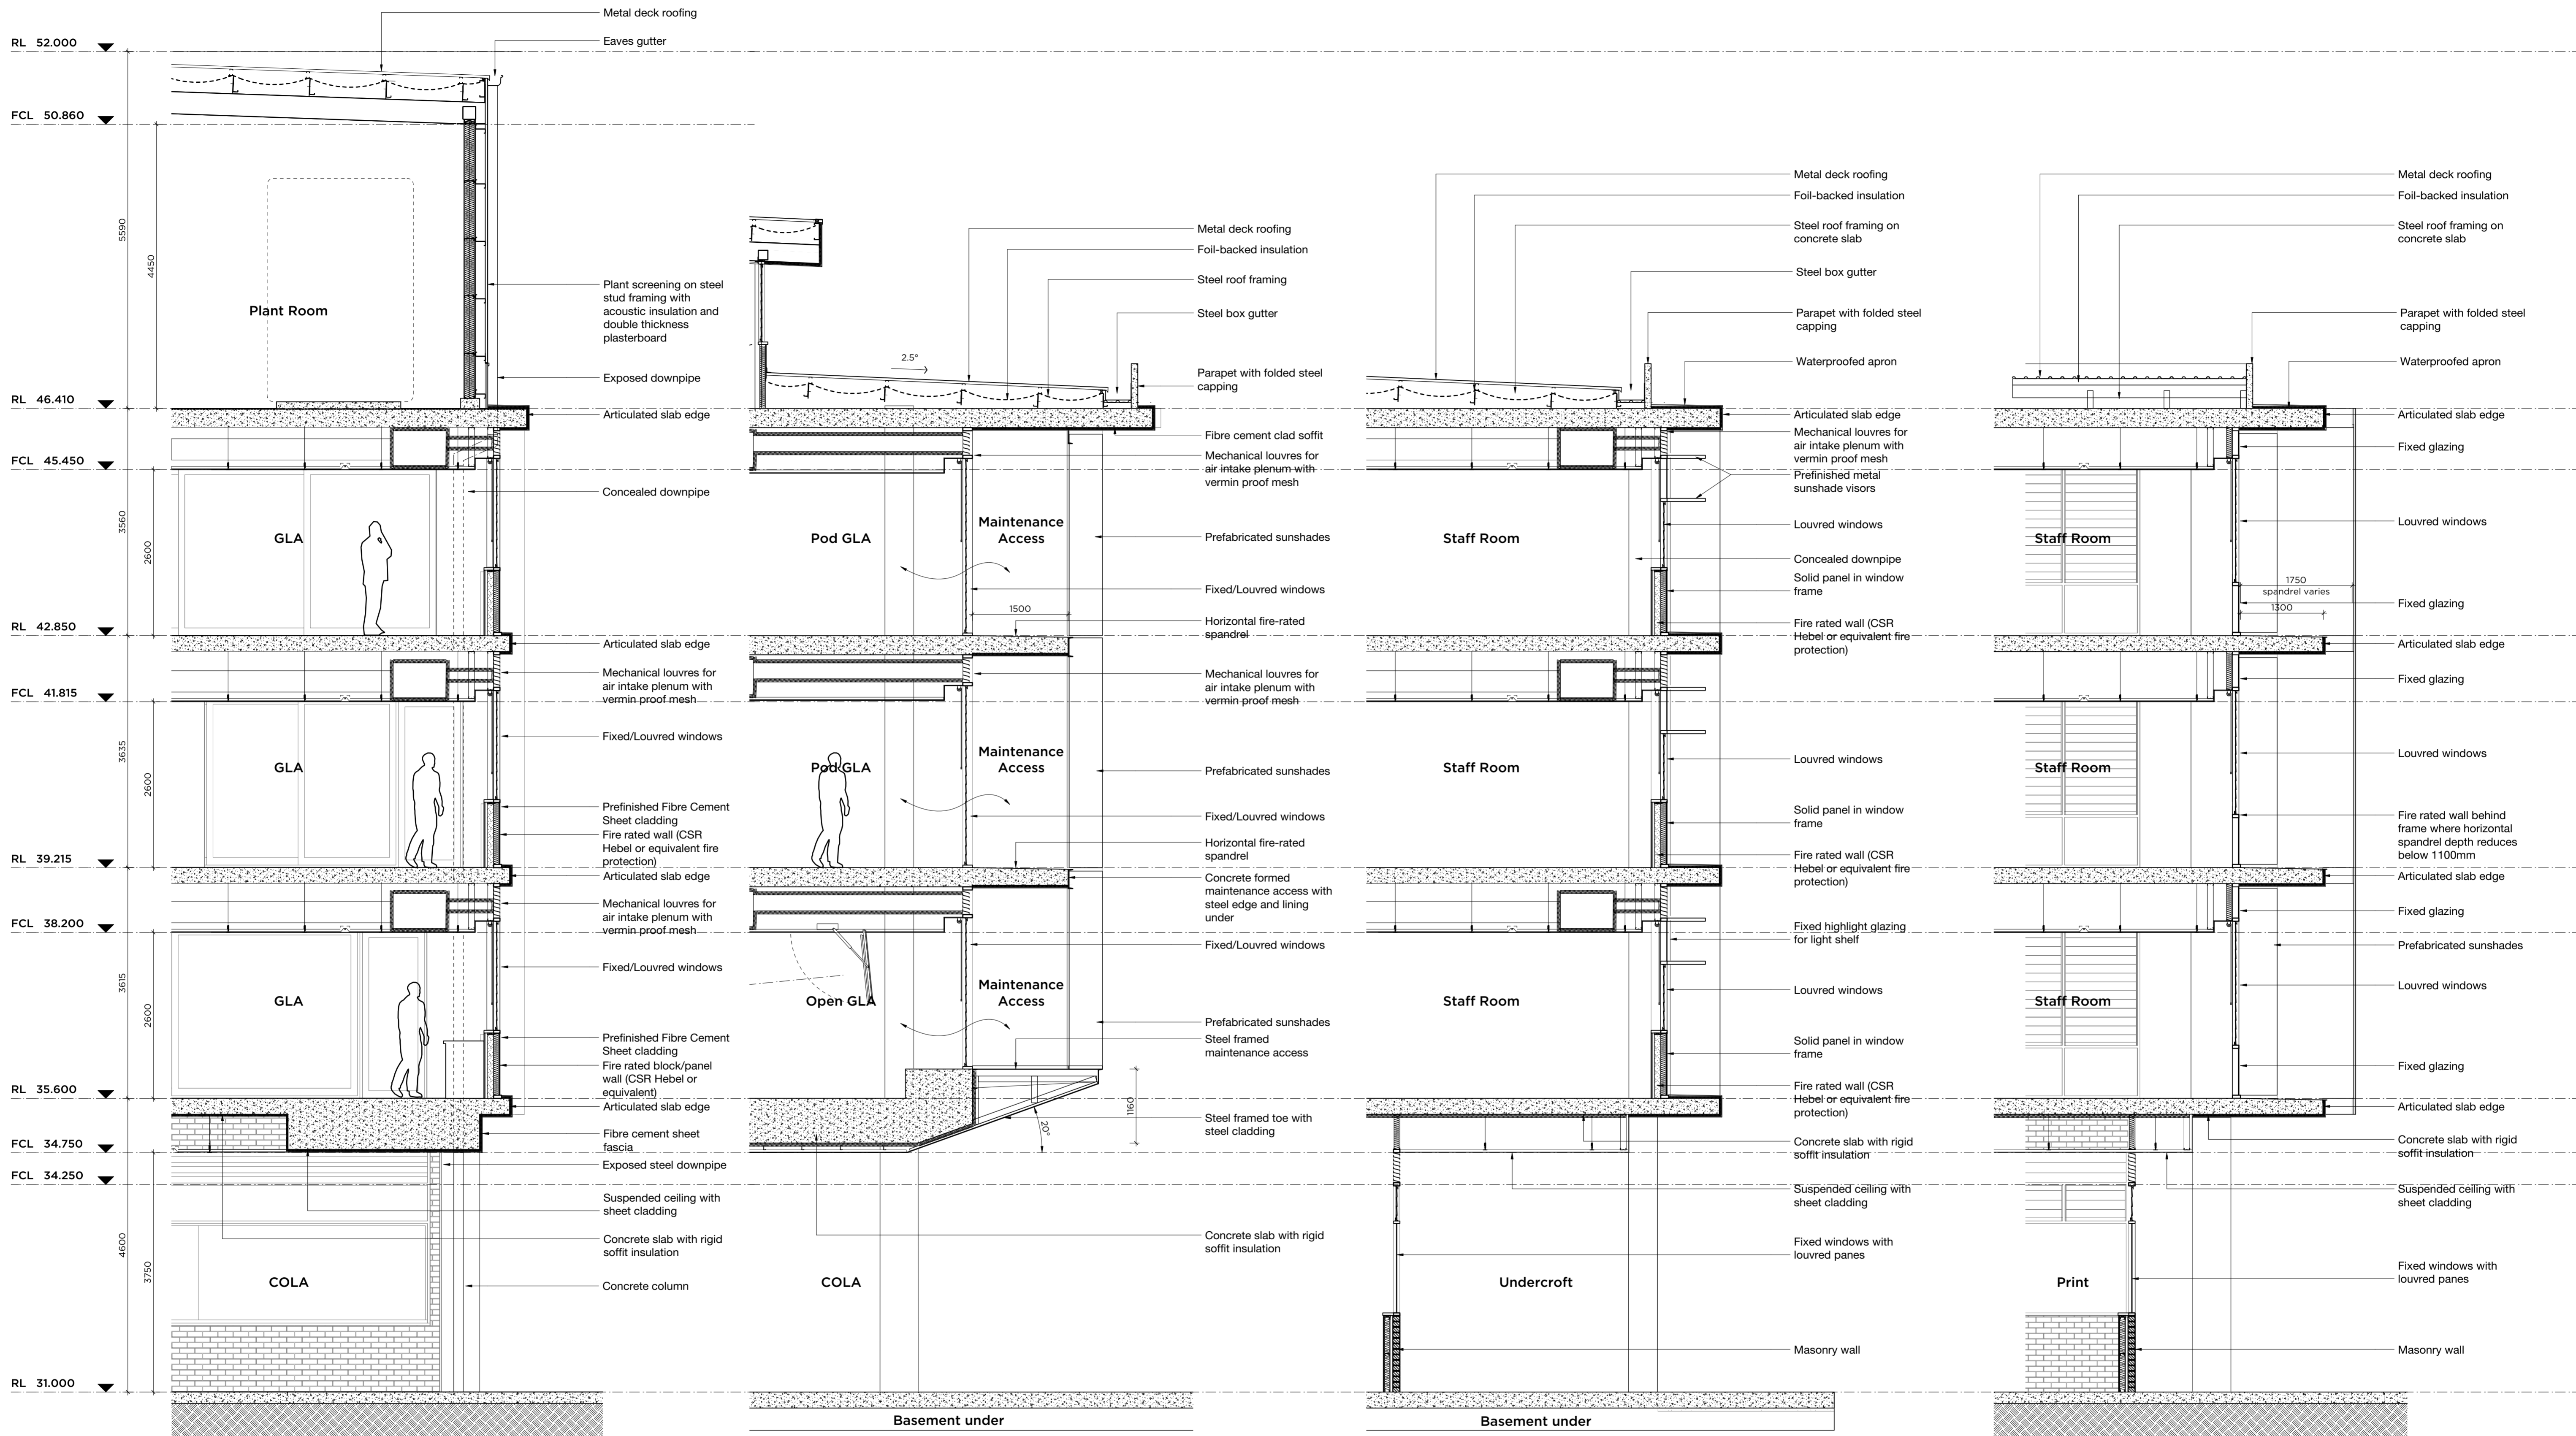 RL 52.000
FCL 50.860
RL 46.410
FCL 45.450
RL 42.850
FCL 41.815
RL 39.215
FCL 38.200
RL 35.600
FCL 34.750
FCL 34.250
RL 31.000
5590
4450
3560
2600
3635
2600
3615
2600
4600
3750
Plant Room
GLA
GLA
GLA
COLA
Metal deck roofing
Eaves gutter
Plant screening on steel
stud framing with
acoustic insulation and
double thickness
plasterboard
Exposed downpipe
Articulated slab edge
Concealed downpipe
Articulated slab edge
Mechanical louvres for
air intake plenum with
vermin proof mesh
Fixed/Louvred windows
Prefinished Fibre Cement
Sheet cladding
Fire rated wall (CSR
Hebel or equivalent fire
protection)
Articulated slab edge
Mechanical louvres for
air intake plenum with
vermin proof mesh
Fixed/Louvred windows
Prefinished Fibre Cement
Sheet cladding
Fire rated block/panel
wall (CSR Hebel or
equivalent)
Articulated slab edge
Fibre cement sheet
fascia
Exposed steel downpipe
Suspended ceiling with
sheet cladding
Concrete slab with rigid
soffit insulation
Concrete column
2.5°
Pod GLA
Maintenance
Access
1500
Pod GLA
Maintenance
Access
Open GLA
Maintenance
Access
1160
20°
COLA
Basement under
Metal deck roofing
Foil-backed insulation
Steel roof framing
Steel box gutter
Parapet with folded steel
capping
Fibre cement clad soffit
Mechanical louvres for
air intake plenum with
vermin proof mesh
Prefabricated sunshades
Fixed/Louvred windows
Horizontal fire-rated
spandrel
Mechanical louvres for
air intake plenum with
vermin proof mesh
Prefabricated sunshades
Fixed/Louvred windows
Horizontal fire-rated
spandrel
Concrete formed
maintenance access with
steel edge and lining
under
Fixed/Louvred windows
Prefabricated sunshades
Steel framed
maintenance access
Steel framed toe with
steel cladding
Concrete slab with rigid
soffit insulation
Staff Room
Staff Room
Staff Room
Undercroft
Basement under
Metal deck roofing
Foil-backed insulation
Steel roof framing on
concrete slab
Steel box gutter
Parapet with folded steel
capping
Waterproofed apron
Articulated slab edge
Mechanical louvres for
air intake plenum with
vermin proof mesh
Prefinished metal
sunshade visors
Louvred windows
Concealed downpipe
Solid panel in window
frame
Fire rated wall (CSR
Hebel or equivalent fire
protection)
Louvred windows
Solid panel in window
frame
Fire rated wall (CSR
Hebel or equivalent fire
protection)
Fixed highlight glazing
for light shelf
Louvred windows
Solid panel in window
frame
Fire rated wall (CSR
Hebel or equivalent fire
protection)
Concrete slab with rigid
soffit insulation
Suspended ceiling with
sheet cladding
Fixed windows with
louvred panes
Masonry wall
Staff Room
1750
spandrel varies
1300
Staff Room
Staff Room
Print
Metal deck roofing
Foil-backed insulation
Steel roof framing on
concrete slab
Parapet with folded steel
capping
Waterproofed apron
Articulated slab edge
Fixed glazing
Louvred windows
Fixed glazing
Articulated slab edge
Fixed glazing
Louvred windows
Fire rated wall behind
frame where horizontal
spandrel depth reduces
below 1100mm
Articulated slab edge
Fixed glazing
Prefabricated sunshades
Louvred windows
Fixed glazing
Articulated slab edge
Concrete slab with rigid
soffit insulation
Suspended ceiling with
sheet cladding
Fixed windows with
louvred panes
Masonry wall